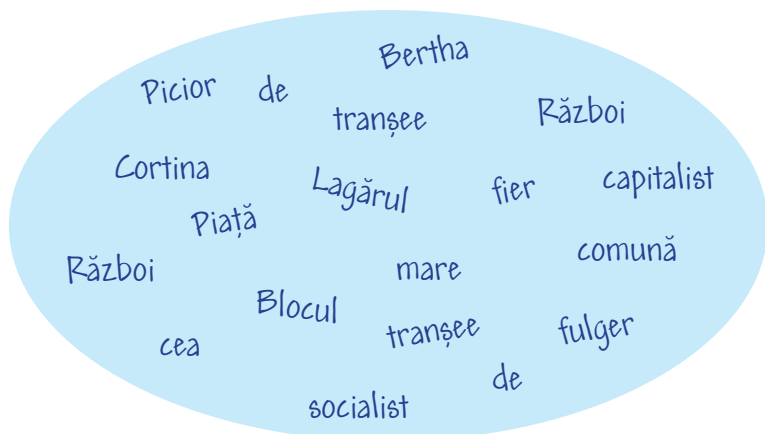 Bertha
Picior de
tranșee
Război
Cortina
Lagărul
fier
capitalist
Piață
comună
Război
mare
Blocul
tranșee
fulger
cea
de
socialist